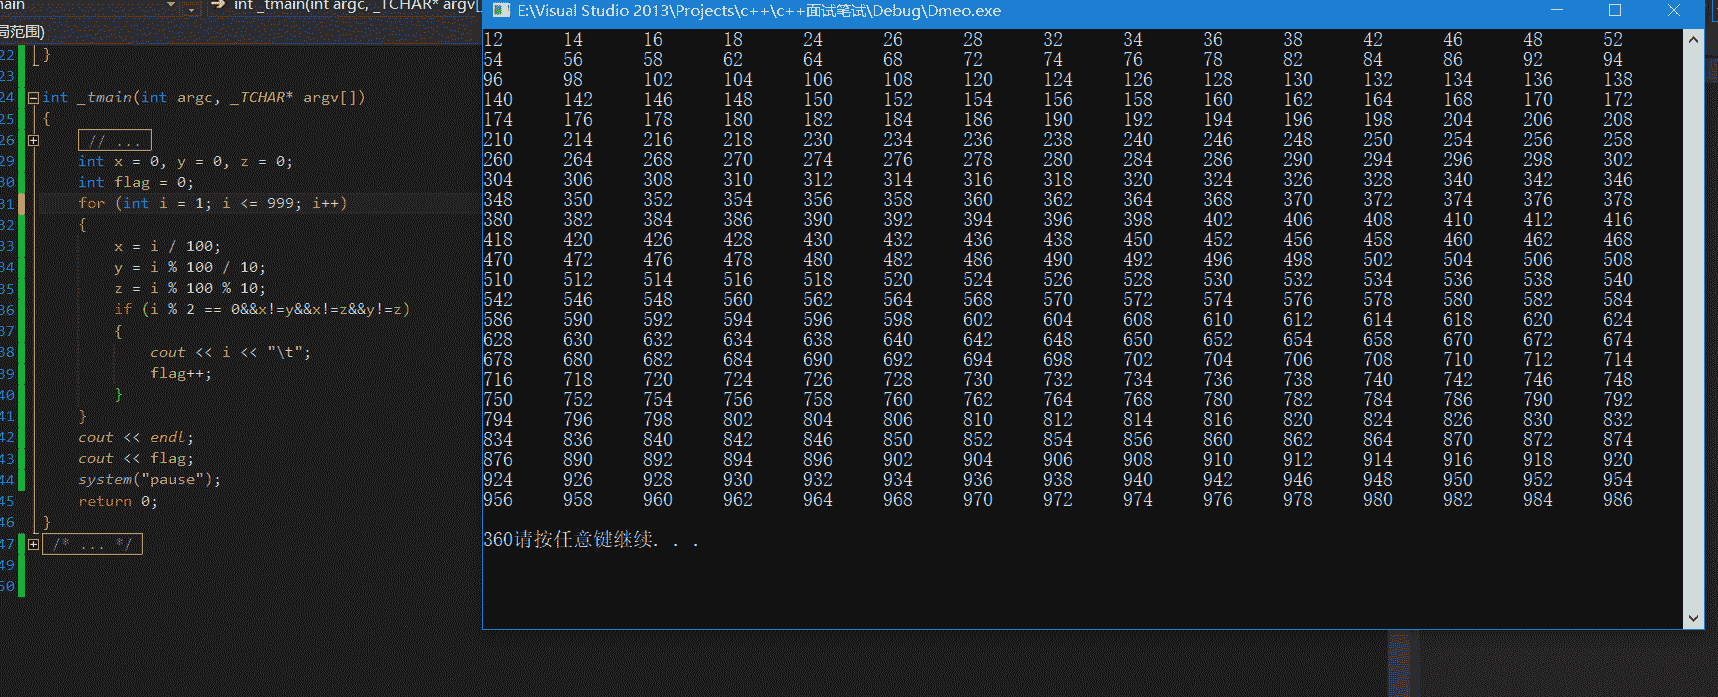 main
int _tmain(int argc, _TCHAR* argv[
局范围)
22 }
23
24 int _tmain(int argc, _TCHAR* argv[])
25 {
26 // ...
29 int x = 0, y = 0, z = 0;
30 int flag = 0;
31 for (int i = 1; i <= 999; i++)
32 {
33 x = i / 100;
34 y = i % 100 / 10;
35 z = i % 100 % 10;
36 if (i % 2 == 0&&x!=y&&x!=z&&y!=z)
37 {
38 cout << i << "\t";
39 flag++;
40 }
41 }
42 cout << endl;
43 cout << flag;
44 system("pause");
45 return 0;
46 }
47 /* ... */
49
50
E:\Visual Studio 2013\Projects\c++\c++面试笔试\Debug\Dmeo.exe
12 14 16 18 24 26 28 32 34 36 38 42 46 48 52
54 56 58 62 64 68 72 74 76 78 82 84 86 92 94
96 98 102 104 106 108 120 124 126 128 130 132 134 136 138
140 142 146 148 150 152 154 156 158 160 162 164 168 170 172
174 176 178 180 182 184 186 190 192 194 196 198 204 206 208
210 214 216 218 230 234 236 238 240 246 248 250 254 256 258
260 264 268 270 274 276 278 280 284 286 290 294 296 298 302
304 306 308 310 312 314 316 318 320 324 326 328 340 342 346
348 350 352 354 356 358 360 362 364 368 370 372 374 376 378
380 382 384 386 390 392 394 396 398 402 406 408 410 412 416
418 420 426 428 430 432 436 438 450 452 456 458 460 462 468
470 472 476 478 480 482 486 490 492 496 498 502 504 506 508
510 512 514 516 518 520 524 526 528 530 532 534 536 538 540
542 546 548 560 562 564 568 570 572 574 576 578 580 582 584
586 590 592 594 596 598 602 604 608 610 612 614 618 620 624
628 630 632 634 638 640 642 648 650 652 654 658 670 672 674
678 680 682 684 690 692 694 698 702 704 706 708 710 712 714
716 718 720 724 726 728 730 732 734 736 738 740 742 746 748
750 752 754 756 758 760 762 764 768 780 782 784 786 790 792
794 796 798 802 804 806 810 812 814 816 820 824 826 830 832
834 836 840 842 846 850 852 854 856 860 862 864 870 872 874
876 890 892 894 896 902 904 906 908 910 912 914 916 918 920
924 926 928 930 932 934 936 938 940 942 946 948 950 952 954
956 958 960 962 964 968 970 972 974 976 978 980 982 984 986
360请按任意键继续. . .